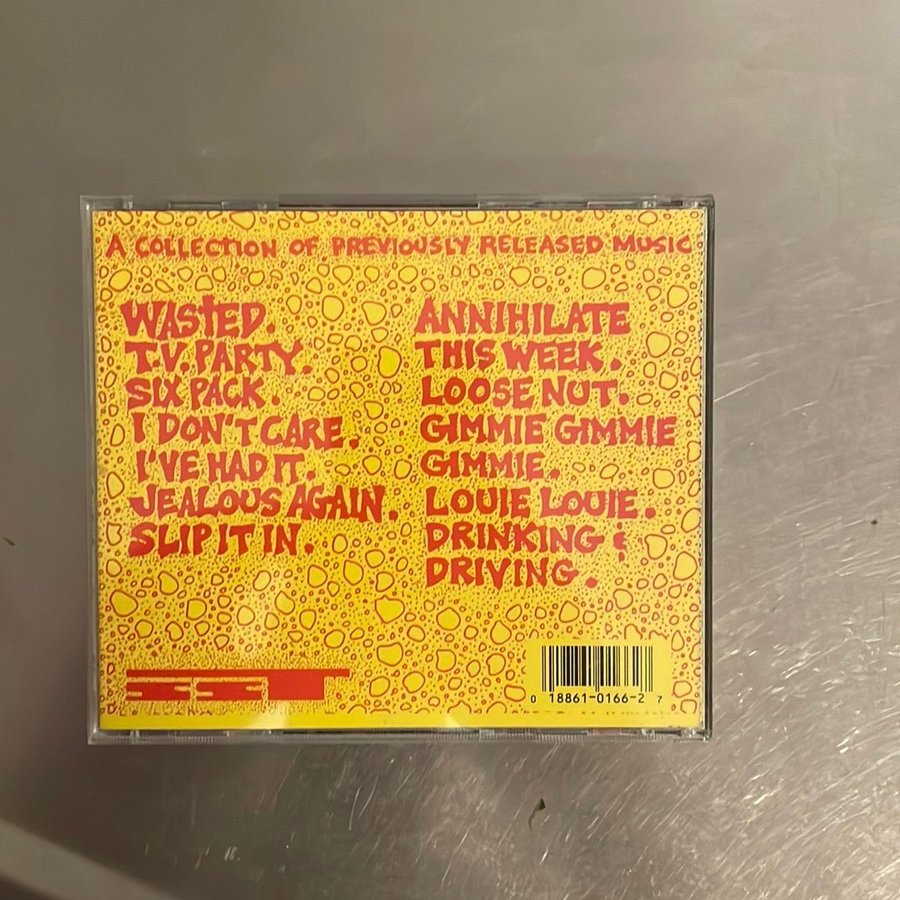 A COLLECTION OF PREVIOUSLY RELEASED MUSIC
WASTED.
T.V. PARTY.
SIX PACK.
I DON'T CARE.
I'VE HAD IT.
JEALOUS AGAIN.
SLIP IT IN.
ANNIHILATE
THIS WEEK.
LOOSE NUT.
GIMMIE GIMMIE
GIMMIE.
LOUIE LOUIE.
DRINKING &
DRIVING.
SST
0 18861-0166-2 7